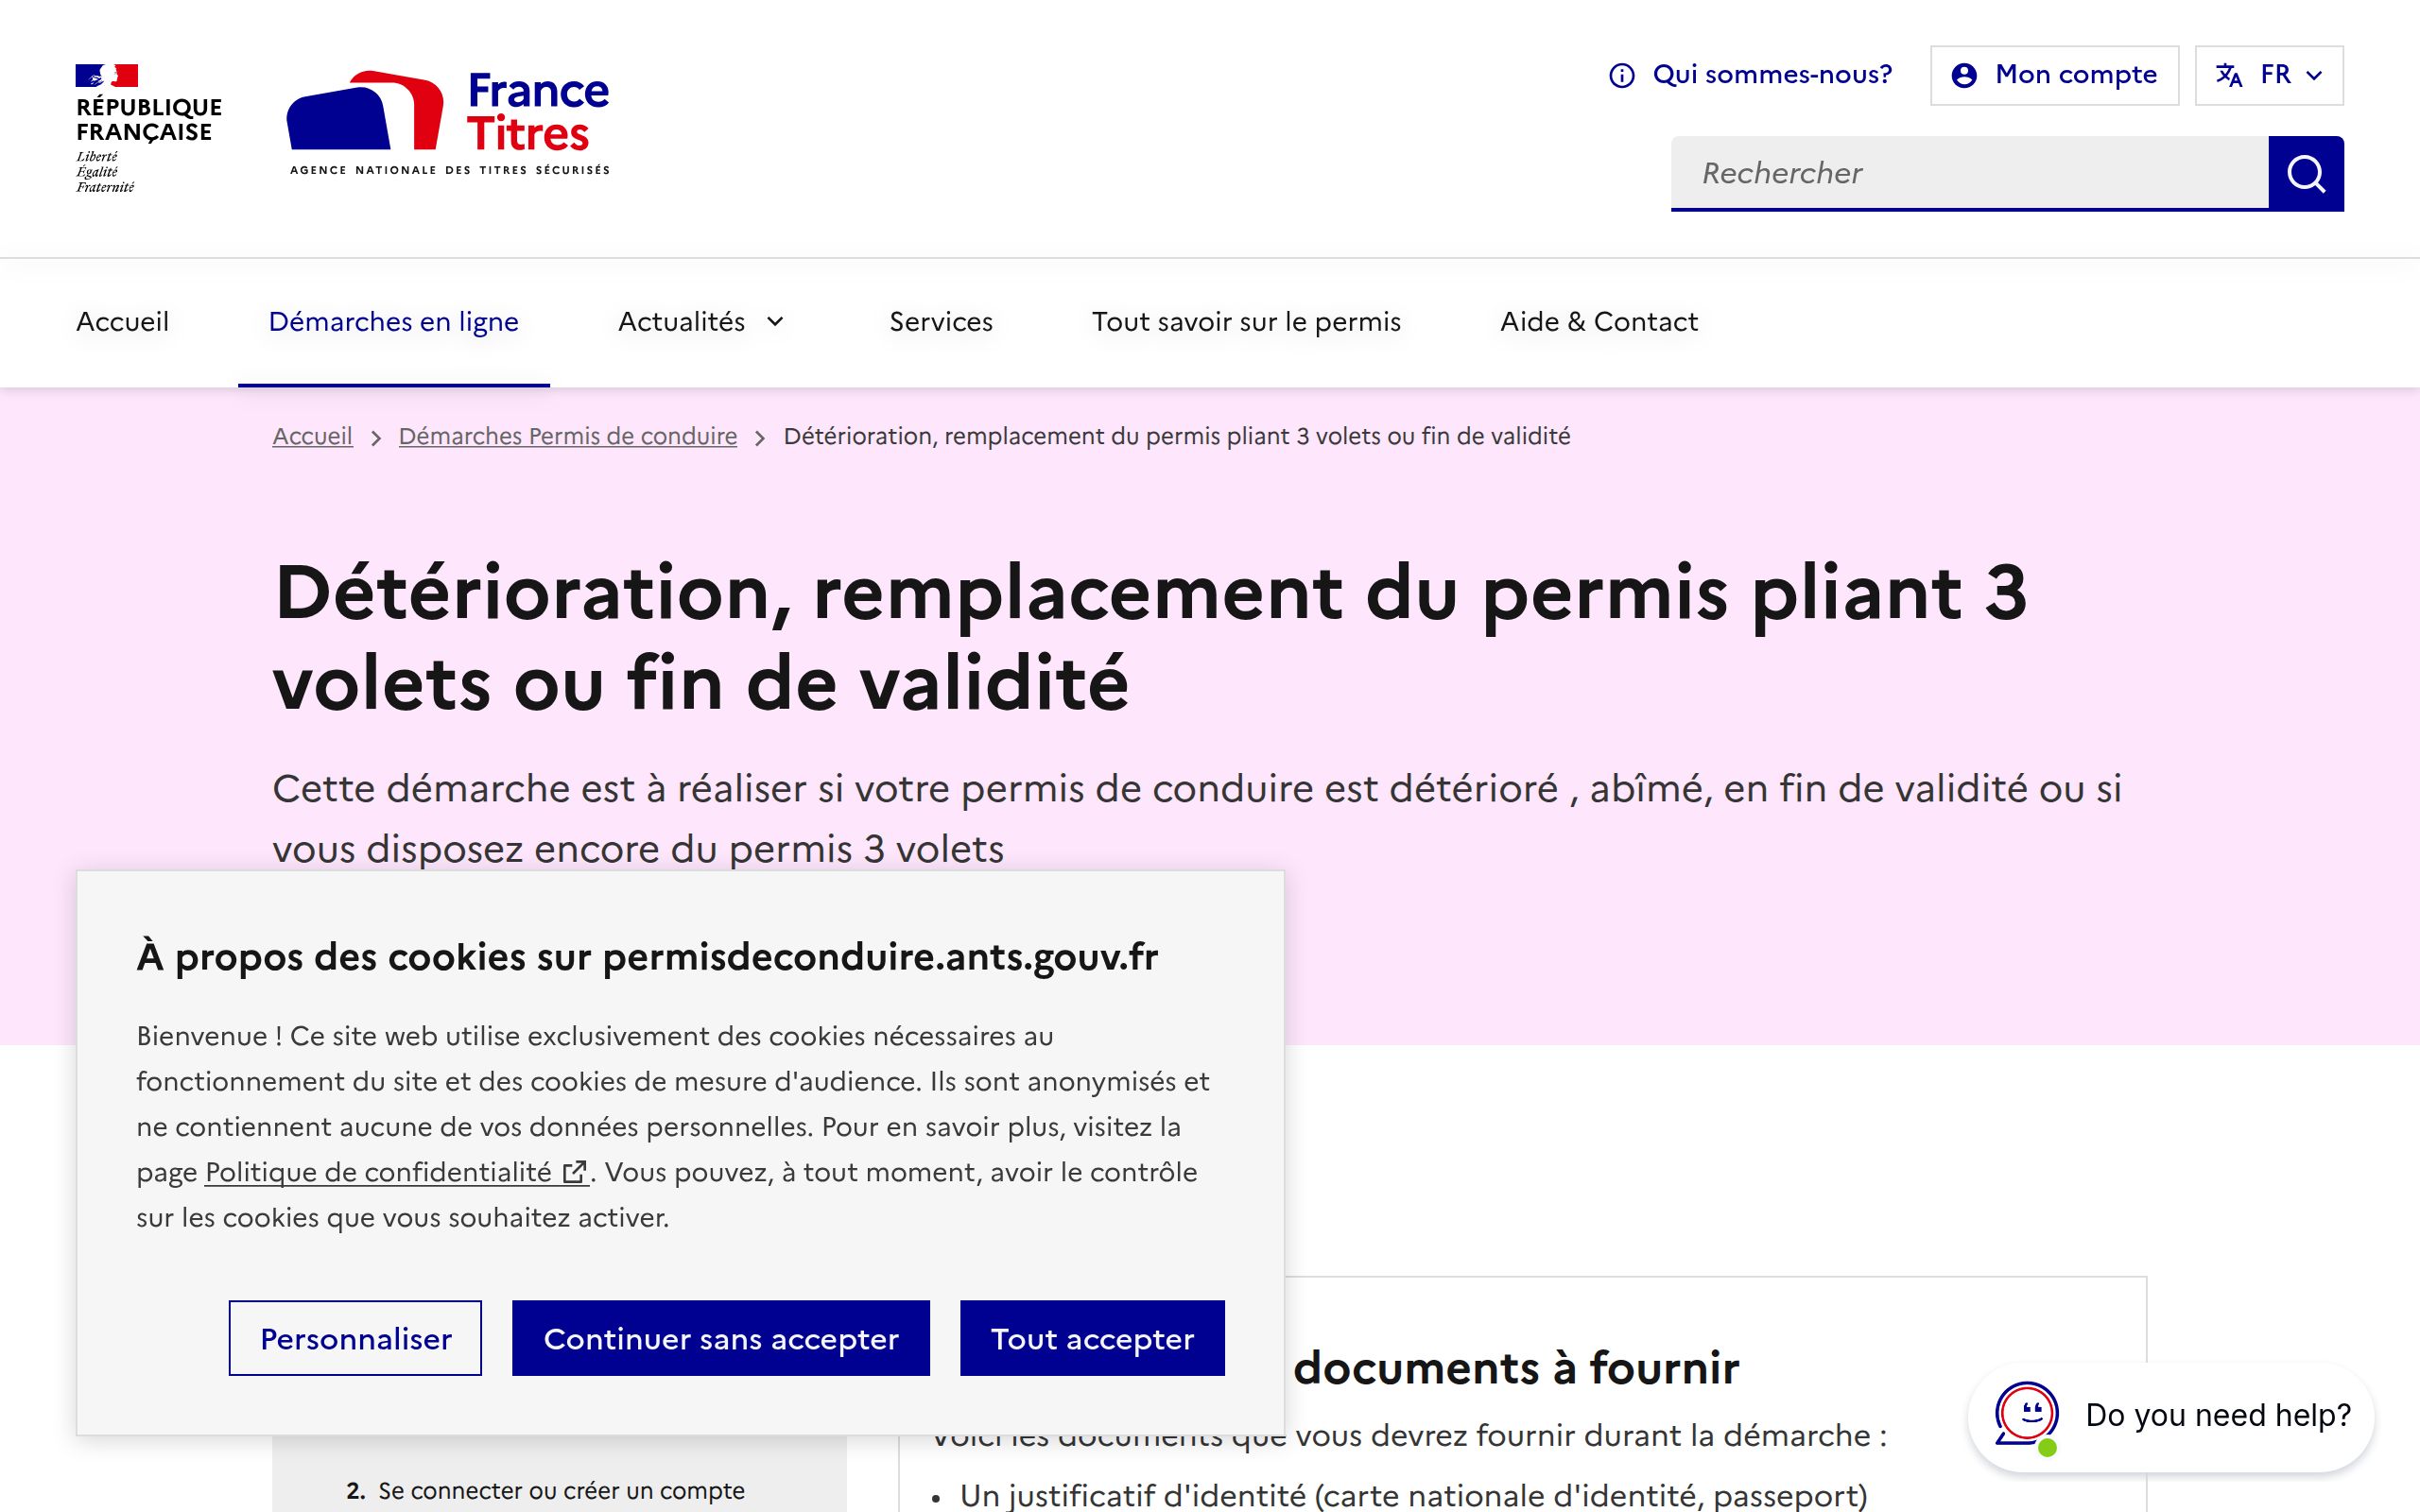 RÉPUBLIQUE
FRANÇAISE
Liberté
Égalité
Fraternité
France
Titres
AGENCE NATIONALE DES TITRES SÉCURISÉS
Qui sommes-nous?
Mon compte
FR
Rechercher
Accueil
Démarches en ligne
Actualités
Services
Tout savoir sur le permis
Aide & Contact
Accueil > Démarches Permis de conduire > Détérioration, remplacement du permis pliant 3 volets ou fin de validité
Détérioration, remplacement du permis pliant 3
volets ou fin de validité
Cette démarche est à réaliser si votre permis de conduire est détérioré , abîmé, en fin de validité ou si
vous disposez encore du permis 3 volets
À propos des cookies sur permisdeconduire.ants.gouv.fr
Bienvenue ! Ce site web utilise exclusivement des cookies nécessaires au
fonctionnement du site et des cookies de mesure d'audience. Ils sont anonymisés et
ne contiennent aucune de vos données personnelles. Pour en savoir plus, visitez la
page Politique de confidentialité . Vous pouvez, à tout moment, avoir le contrôle
sur les cookies que vous souhaitez activer.
Personnaliser
Continuer sans accepter
Tout accepter
documents à fournir
Voici les documents que vous devrez fournir durant la démarche :
• Un justificatif d'identité (carte nationale d'identité, passeport)
2. Se connecter ou créer un compte
Do you need help?